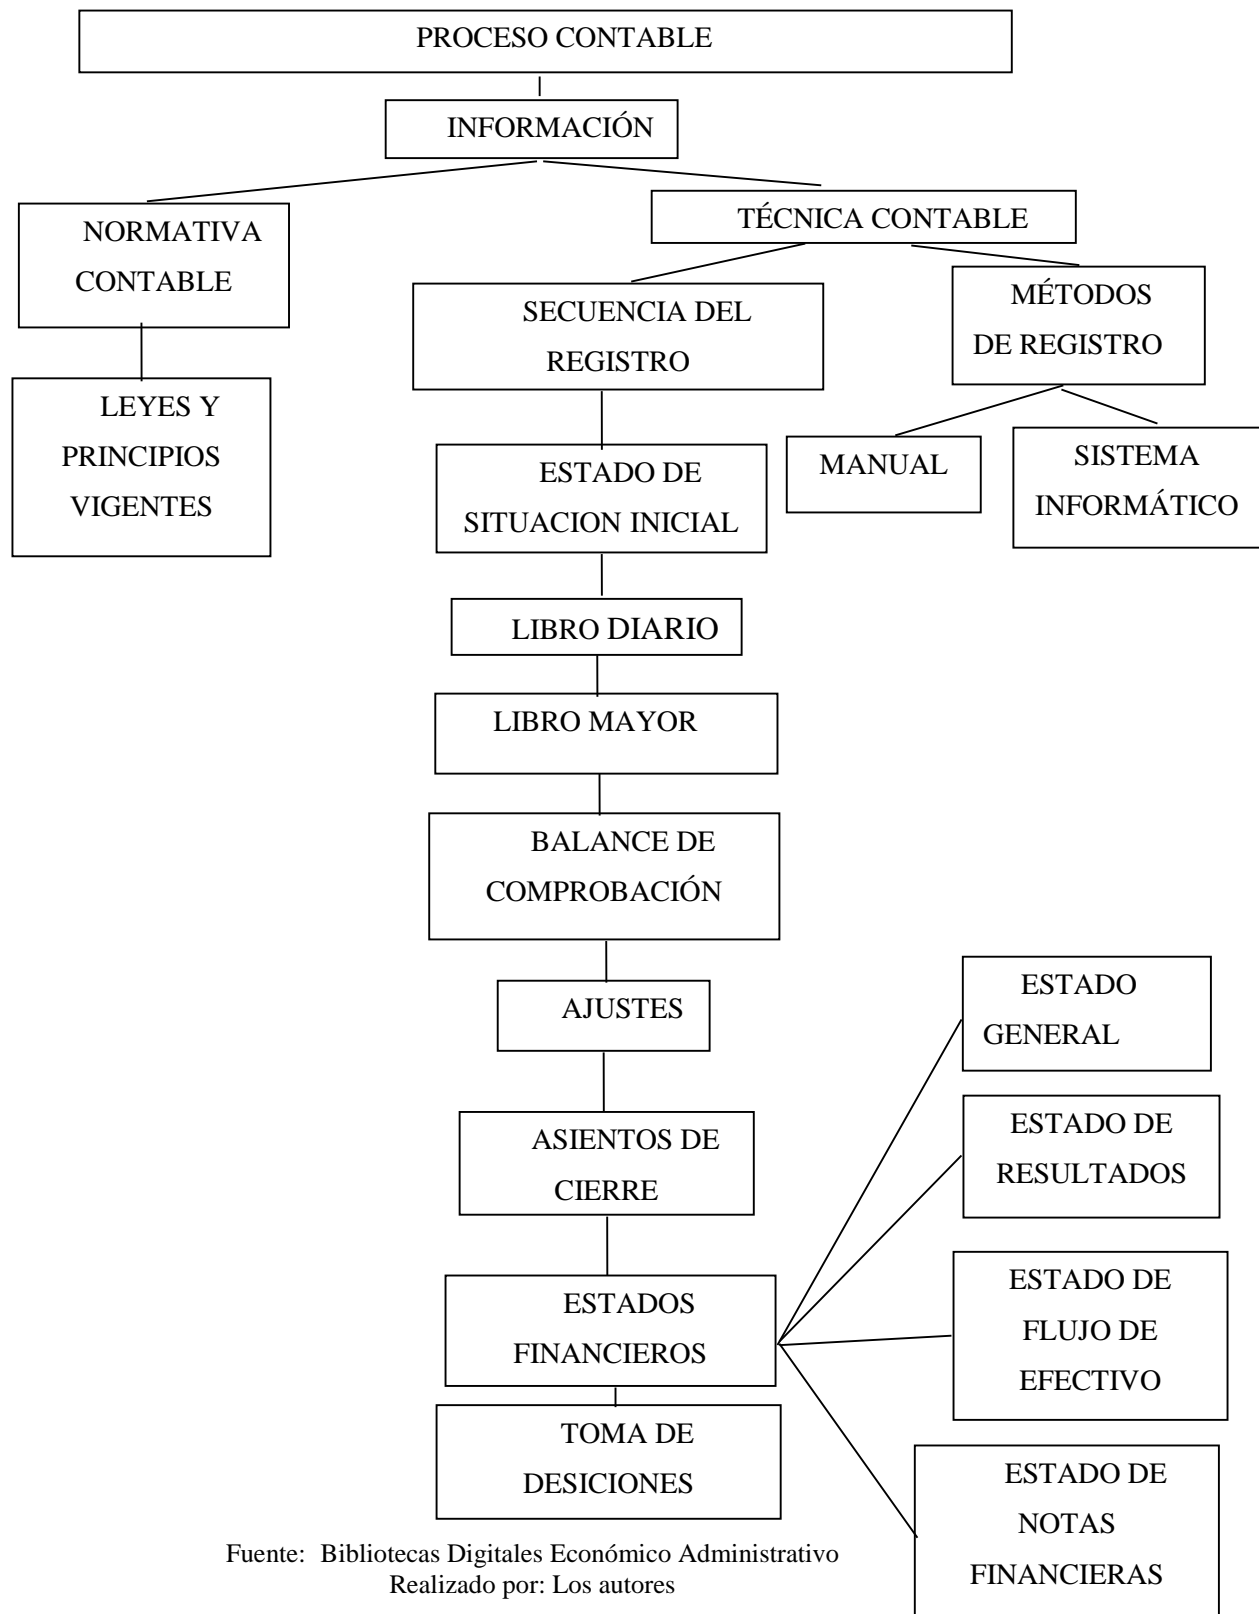 PROCESO CONTABLE
INFORMACIÓN
NORMATIVA
CONTABLE
TÉCNICA CONTABLE
LEYES Y
PRINCIPIOS
VIGENTES
SECUENCIA DEL
REGISTRO
MÉTODOS
DE REGISTRO
MANUAL
SISTEMA
INFORMÁTICO
ESTADO DE
SITUACION INICIAL
LIBRO DIARIO
LIBRO MAYOR
BALANCE DE
COMPROBACIÓN
AJUSTES
ASIENTOS DE
CIERRE
ESTADOS
FINANCIEROS
ESTADO
GENERAL
ESTADO DE
RESULTADOS
ESTADO DE
FLUJO DE
EFECTIVO
ESTADO DE
NOTAS
FINANCIERAS
TOMA DE
DESICIONES
Fuente: Bibliotecas Digitales Económico Administrativo
Realizado por: Los autores